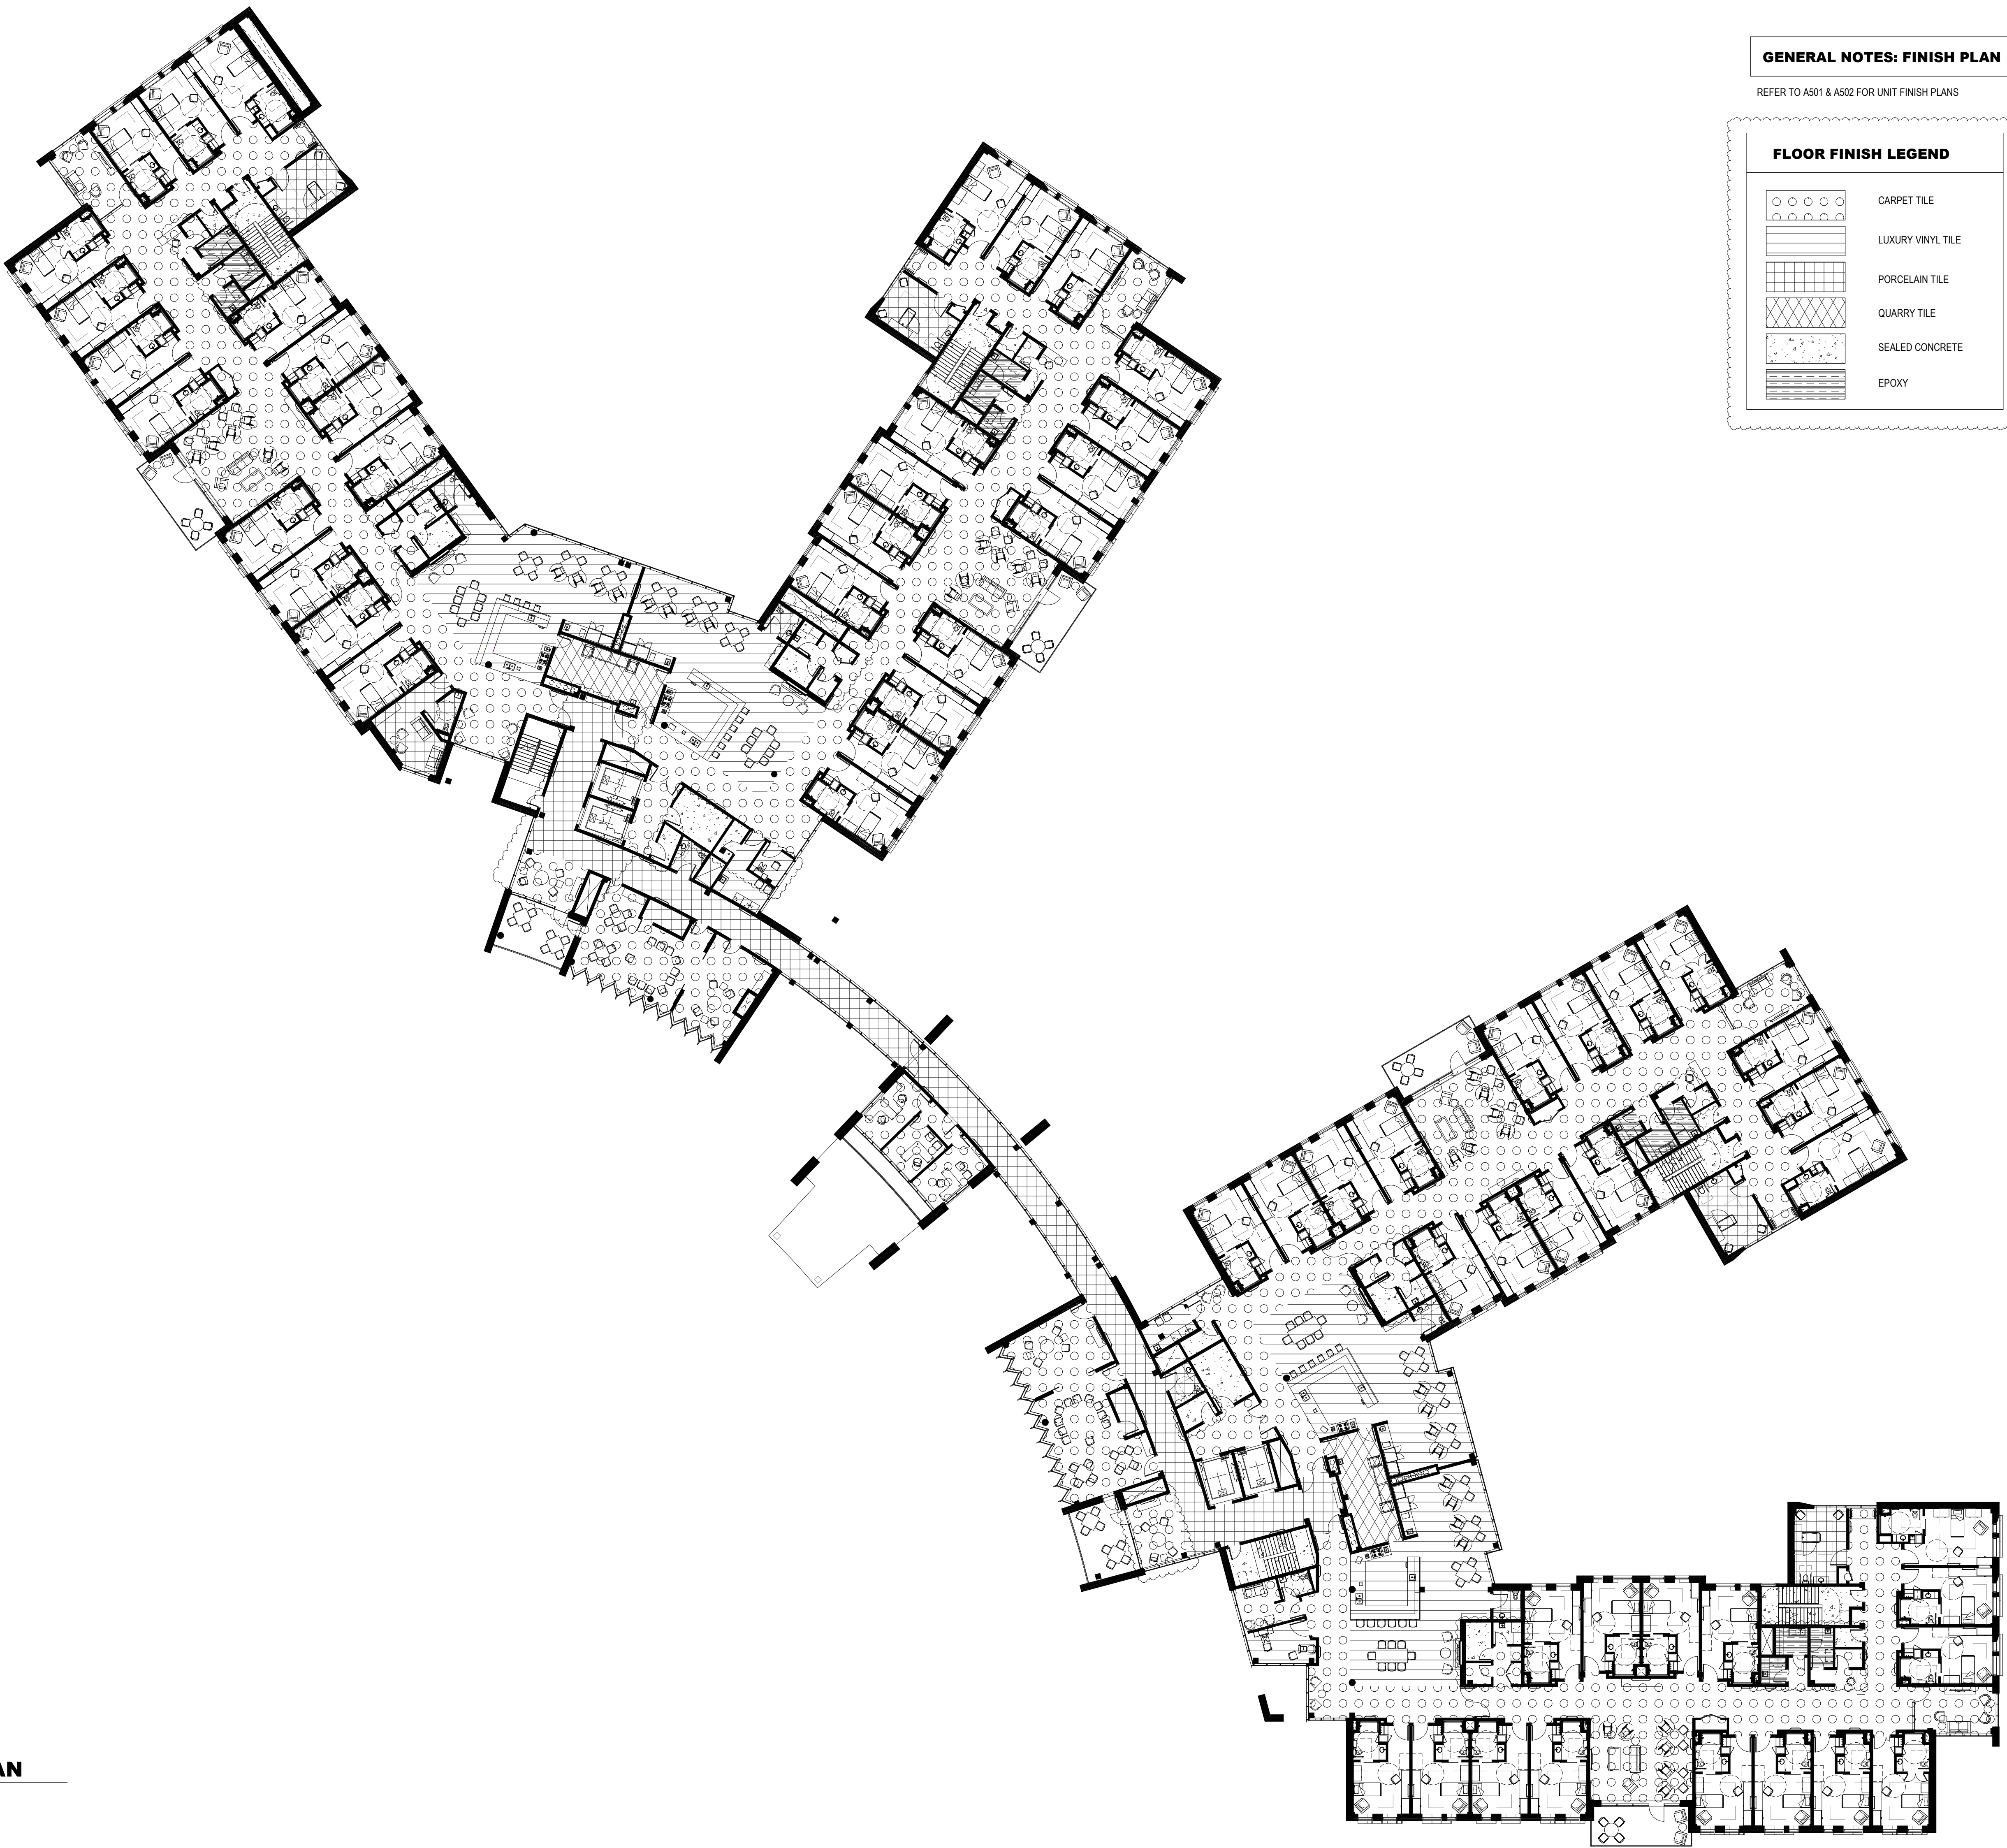 GENERAL NOTES: FINISH PLAN
REFER TO A501 & A502 FOR UNIT FINISH PLANS
FLOOR FINISH LEGEND
CARPET TILE
LUXURY VINYL TILE
PORCELAIN TILE
QUARRY TILE
SEALED CONCRETE
EPOXY
AN